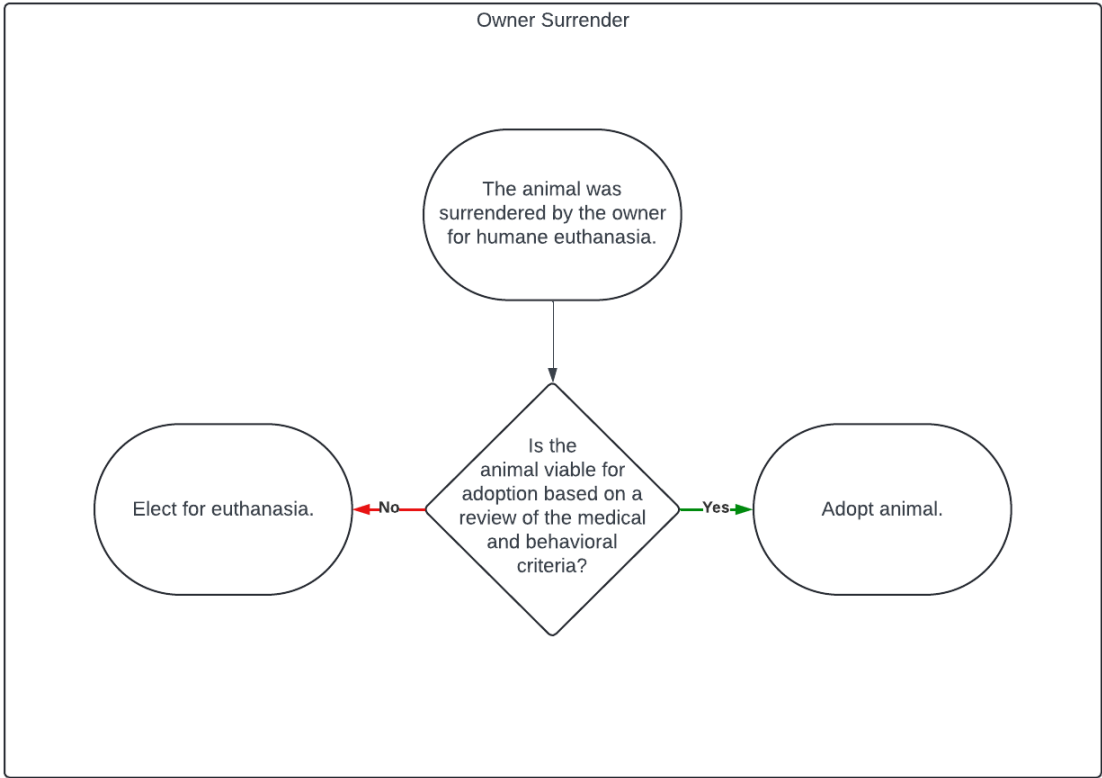 Owner Surrender
The animal was
surrendered by the owner
for humane euthanasia.
Is the
animal viable for
adoption based on a
review of the medical
and behavioral
criteria?
Elect for euthanasia.
No
Yes
Adopt animal.